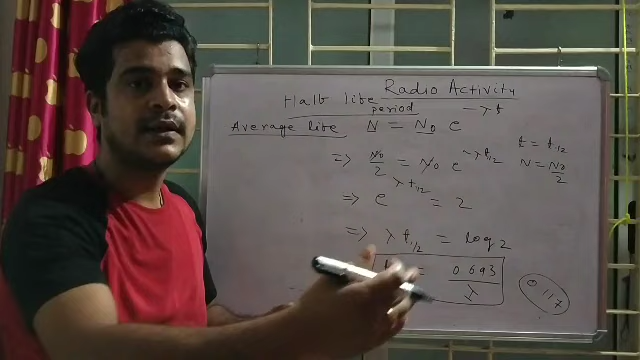 Radio Activity
Half life period
Average life N = N₀ e^-λt
=> N₀/2 = N₀ e^-λt1/2
t = t1/2
N = N₀/2
=> e^λt1/2 = 2
=> λ t1/2 = log 2
= 0.693/λ